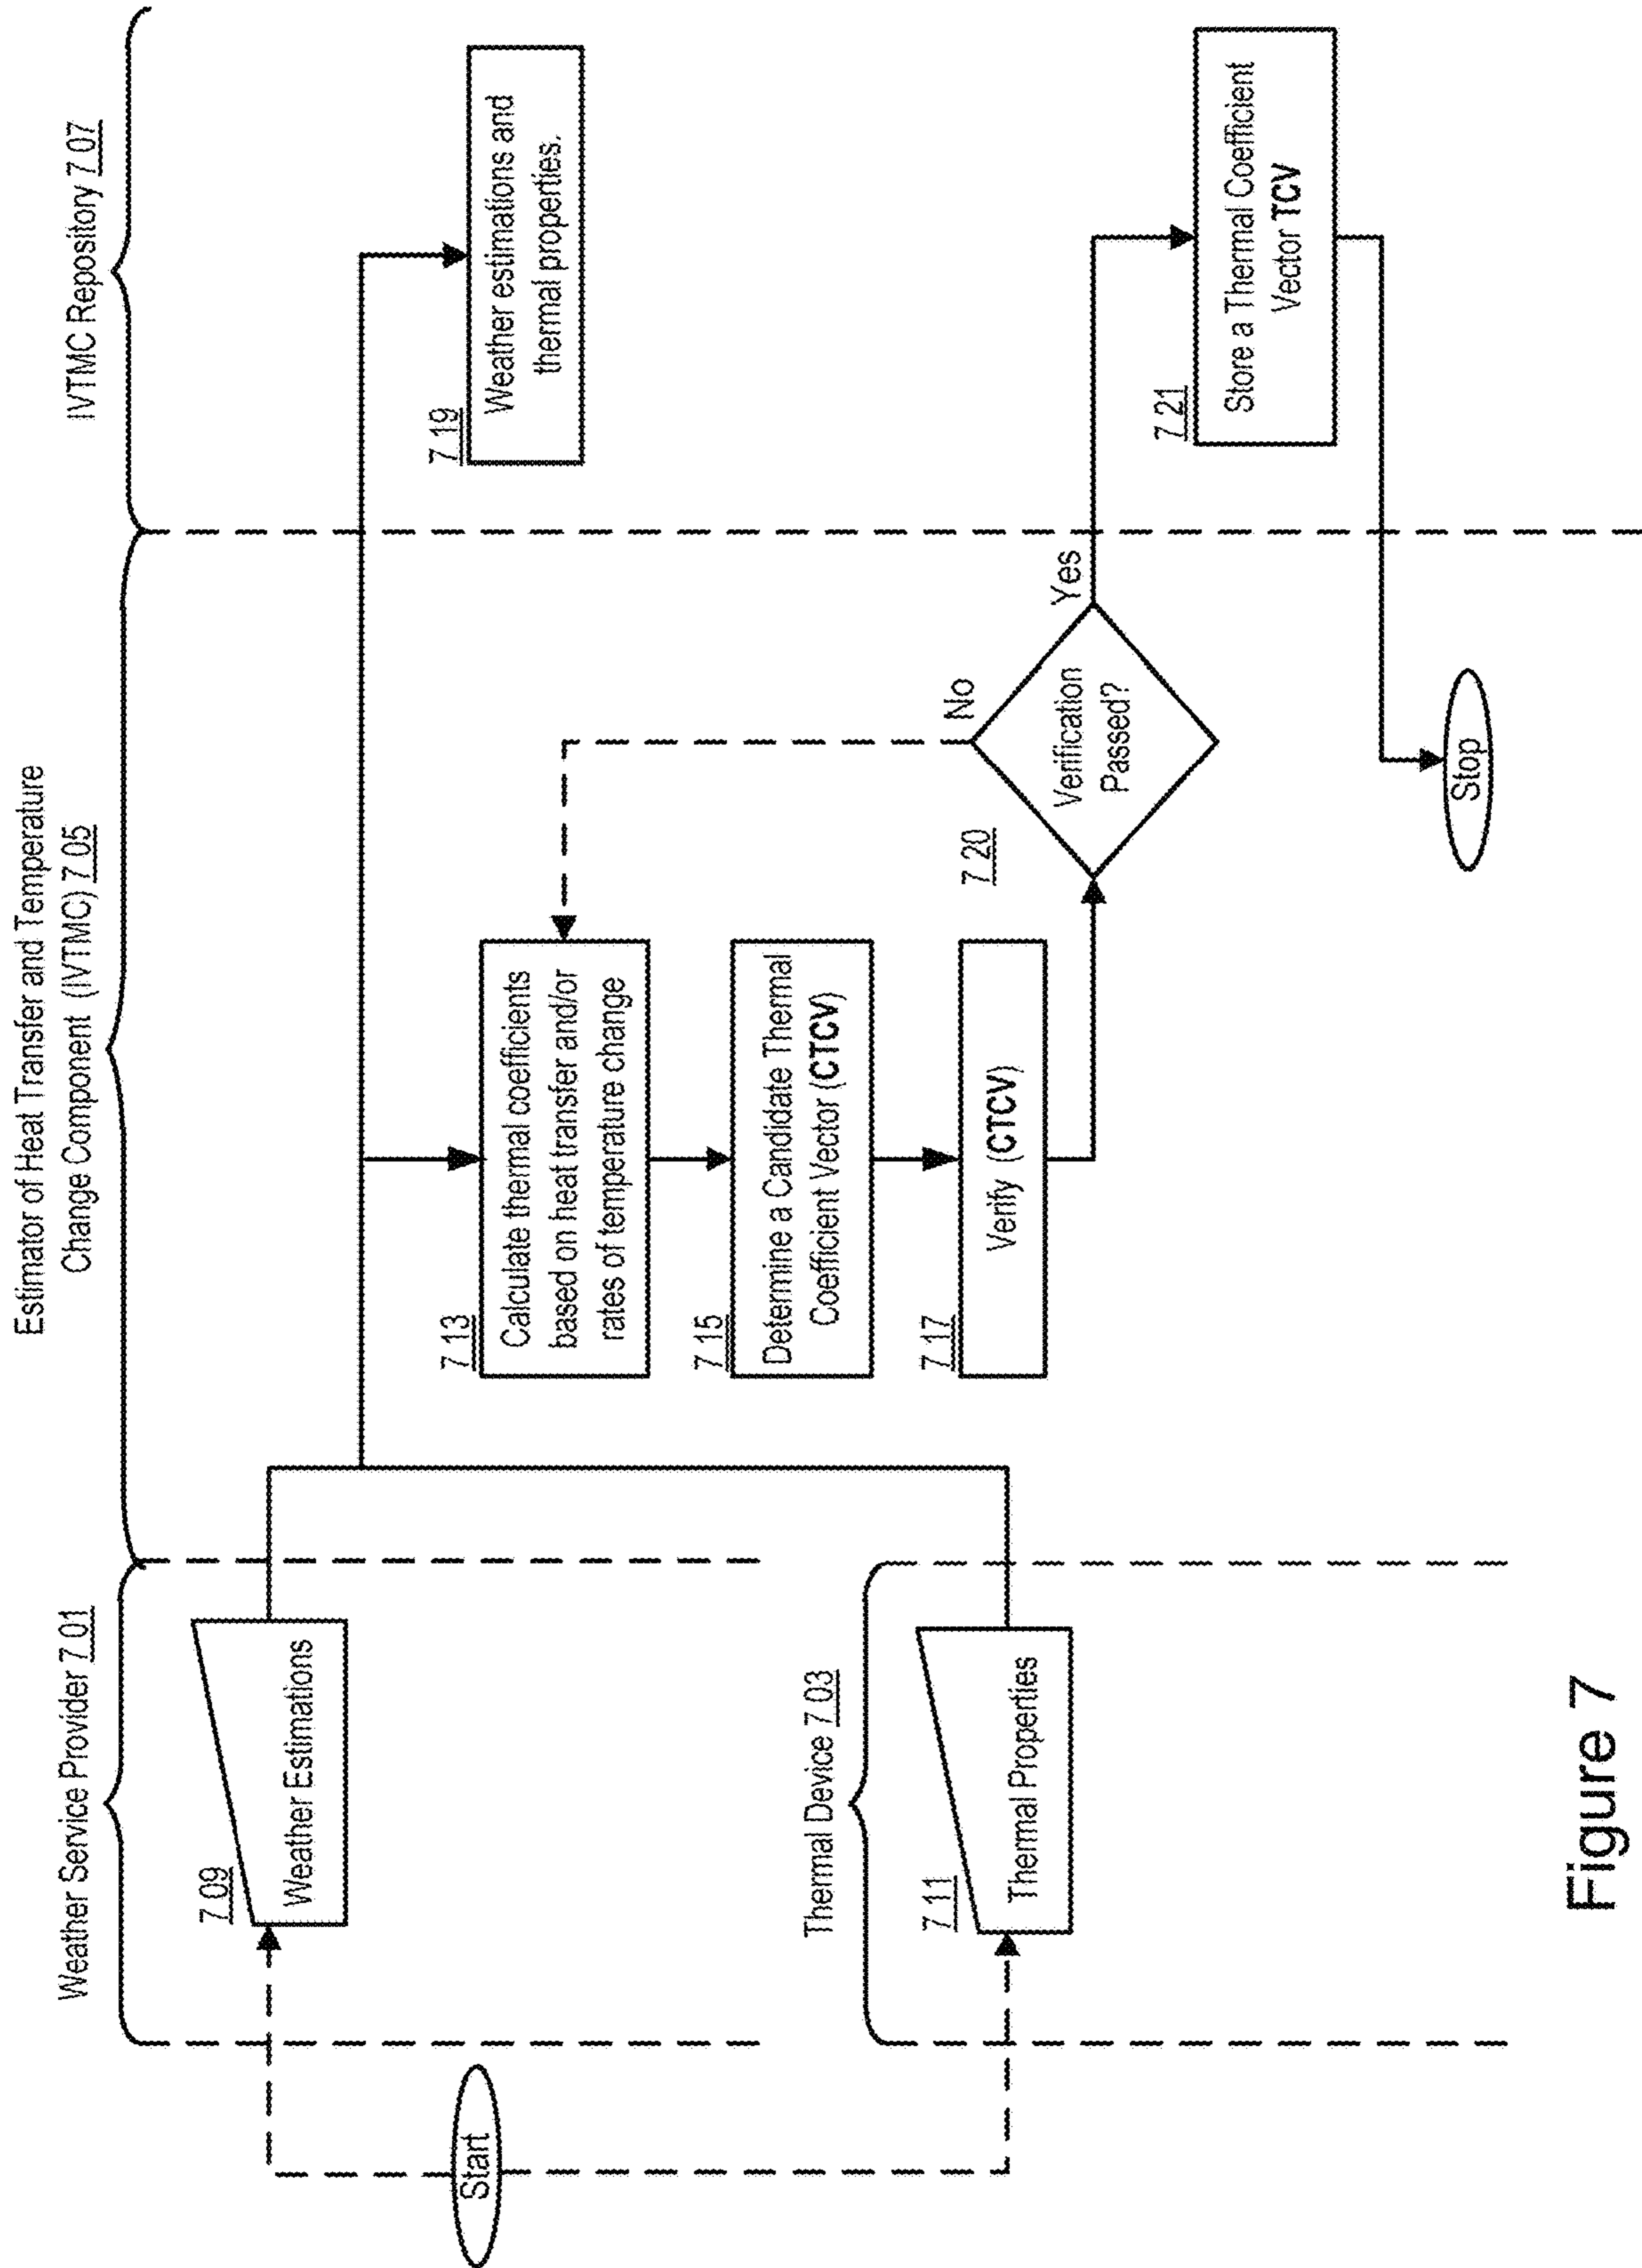 Estimator of Heat Transfer and Temperature
Change Component (IVTMC) 7.05
Weather Service Provider 7.01
IVTMC Repository 7.07
7.09
Weather Estimations
Start
Thermal Device 7.03
7.11
Thermal Properties
7.13
Calculate thermal coefficients
based on heat transfer and/or
rates of temperature change
7.15
Determine a Candidate Thermal
Coefficient Vector (CTCV)
7.17
Verify (CTCV)
7.20
Verification
Passed?
No
Yes
7.19
Weather estimations and
thermal properties.
7.21
Store a Thermal Coefficient
Vector TCV
Stop
Figure 7